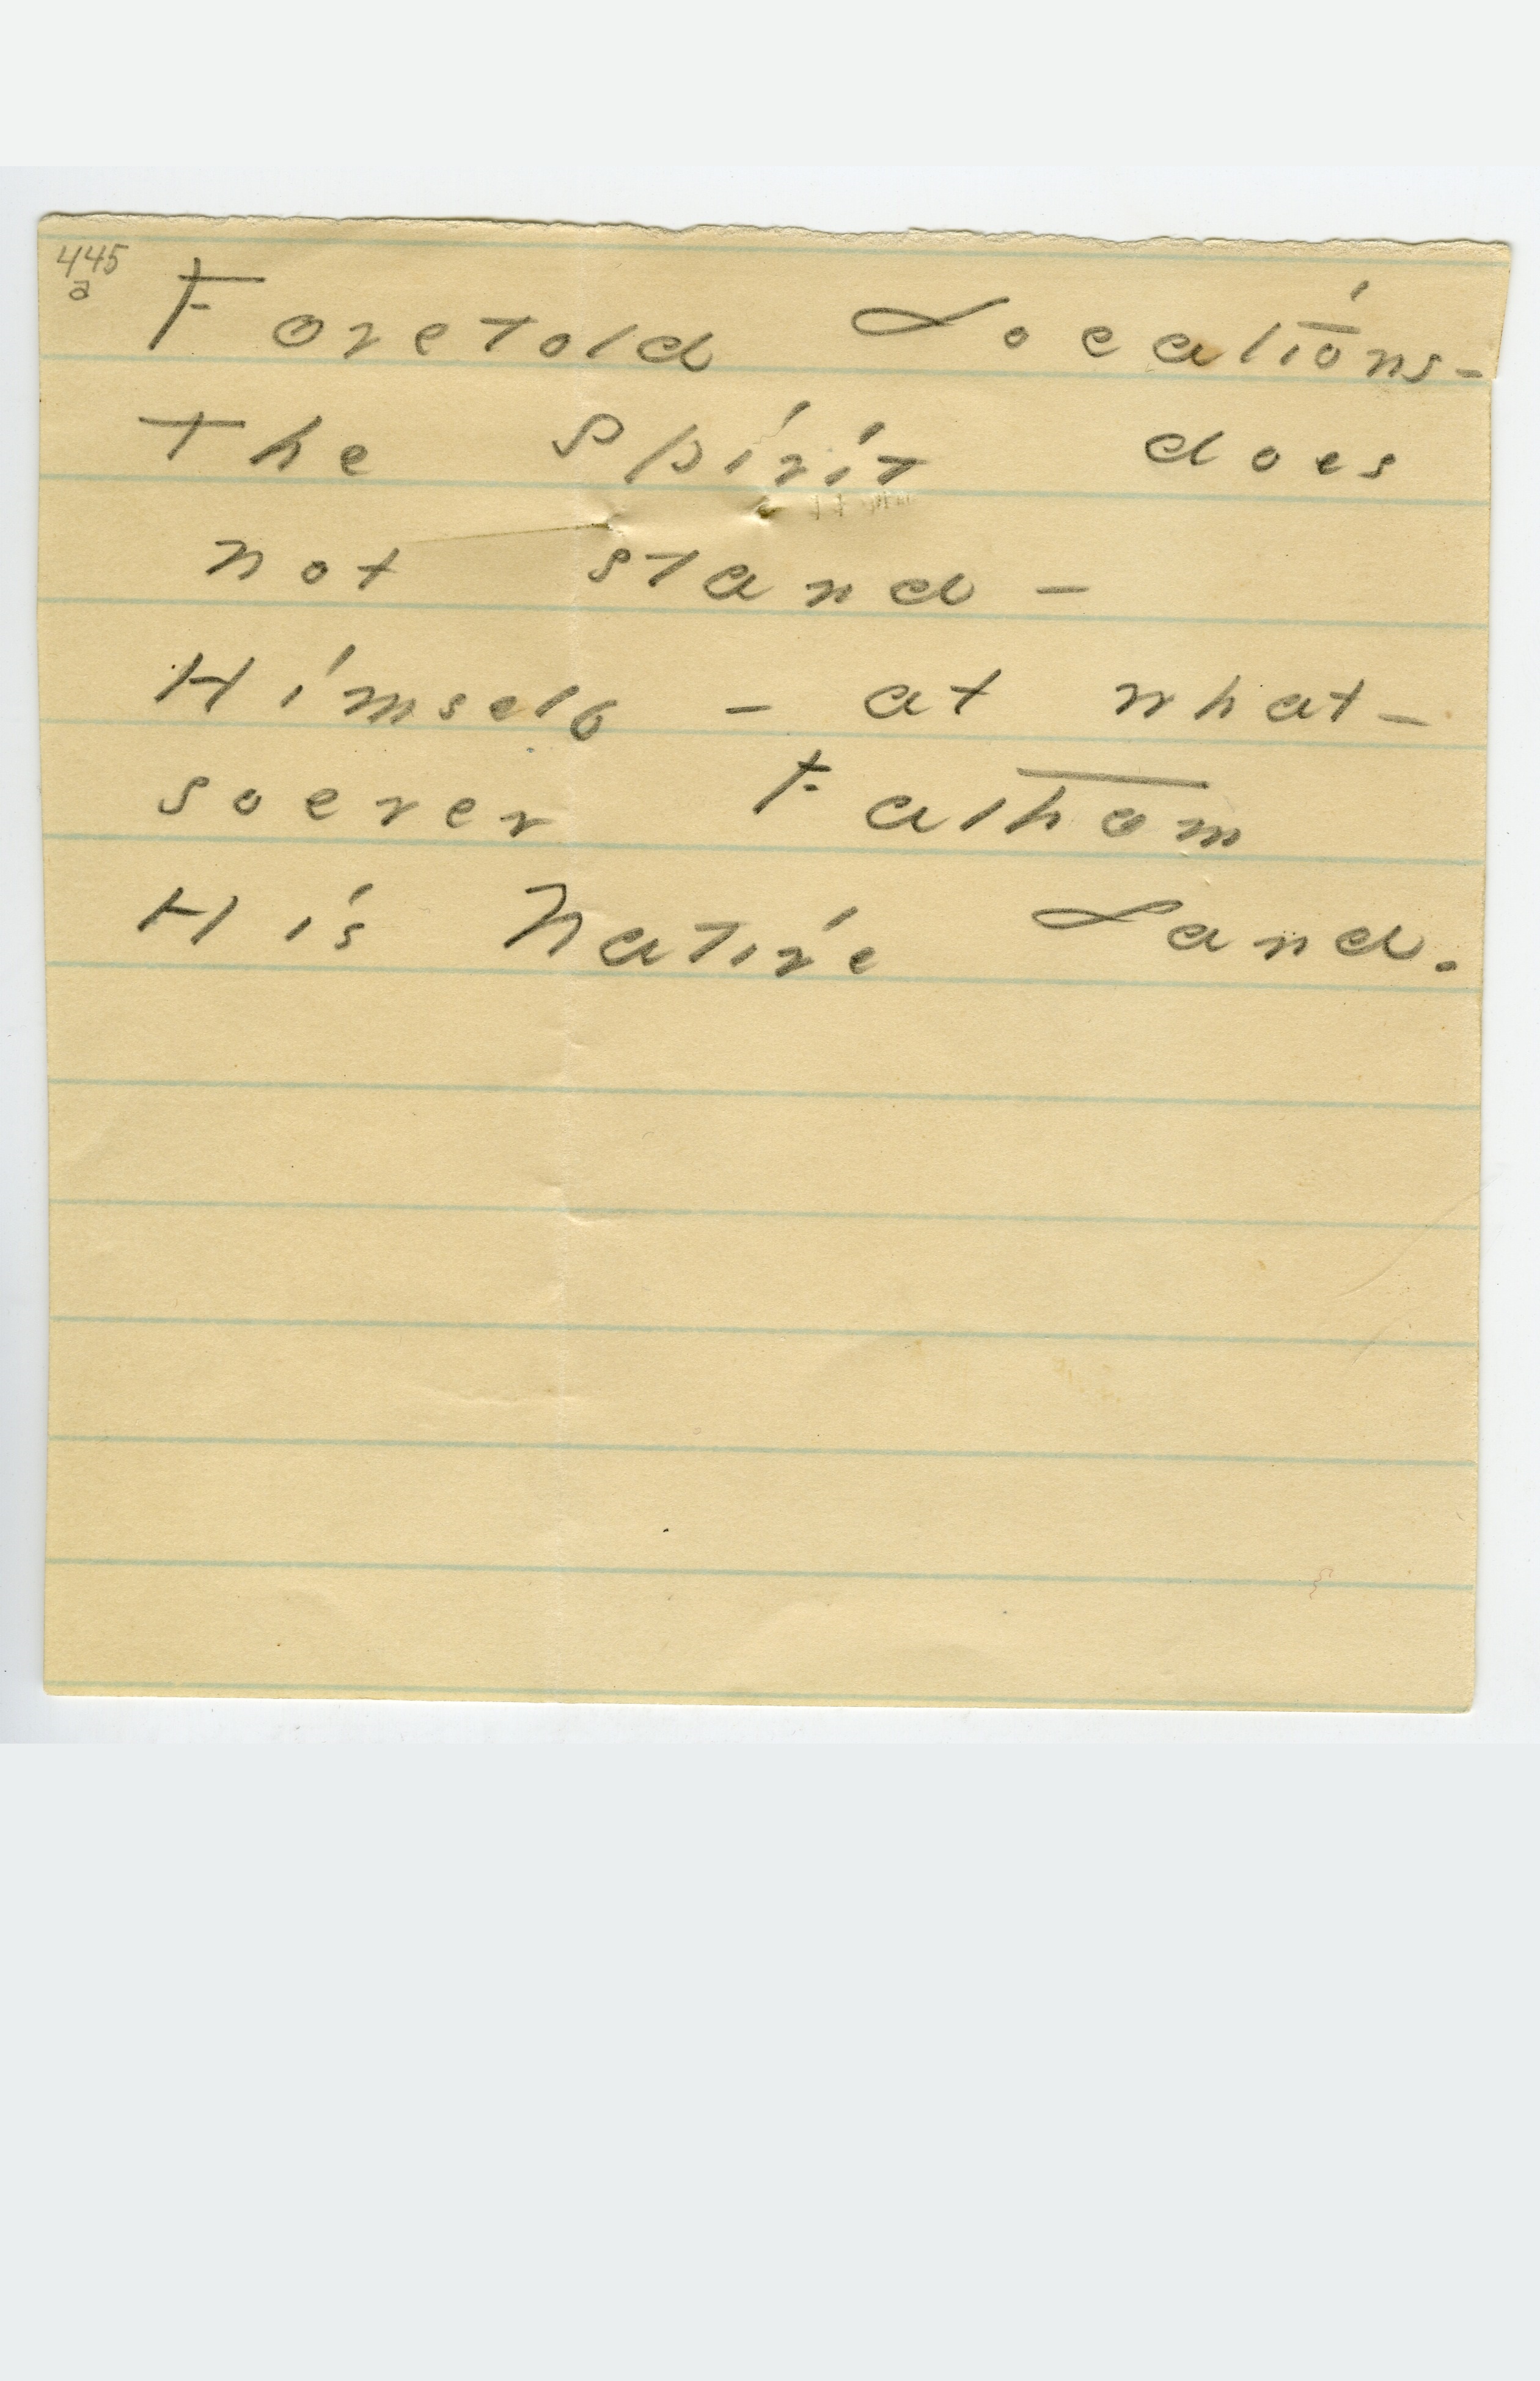 445
a
Foretold Locations -
The Spirit does
not stand -
Himself - at what -
soever Fathom
His Native Land.